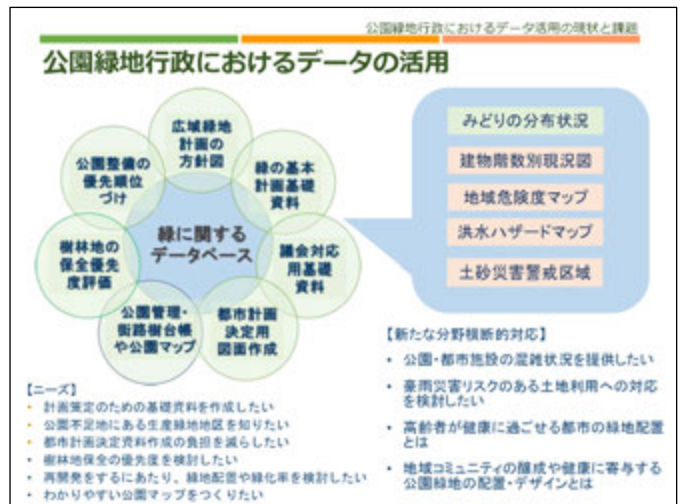 公園緑地行政におけるデータ活用の現状と課題
公園緑地行政におけるデータの活用
広域緑地
計画の
方針図
緑の基本
計画基礎
資料
議会対応
用基礎
資料
都市計画
決定用
図面作成
公園管理・
街路樹台帳
や公園マップ
樹林地の
保全優先
度評価
公園整備の
優先順位
づけ
緑に関する
データベース
みどりの分布状況
建物階数別現況図
地域危険度マップ
洪水ハザードマップ
土砂災害警戒区域
【ニーズ】
• 計画策定のための基礎資料を作成したい
• 公園不足地にある生産緑地地区を知りたい
• 都市計画決定資料作成の負担を減らしたい
• 樹林地保全の優先度を検討したい
• 再開発をするにあたり、緑地配置や緑化率を検討したい
• わかりやすい公園マップをつくりたい
【新たな分野横断的対応】
• 公園・都市施設の混雑状況を提供したい
• 豪雨災害リスクのある土地利用への対応
を検討したい
• 高齢者が健康に過ごせる都市の緑地配置
とは
• 地域コミュニティの醸成や健康に寄与する
公園緑地の配置・デザインとは